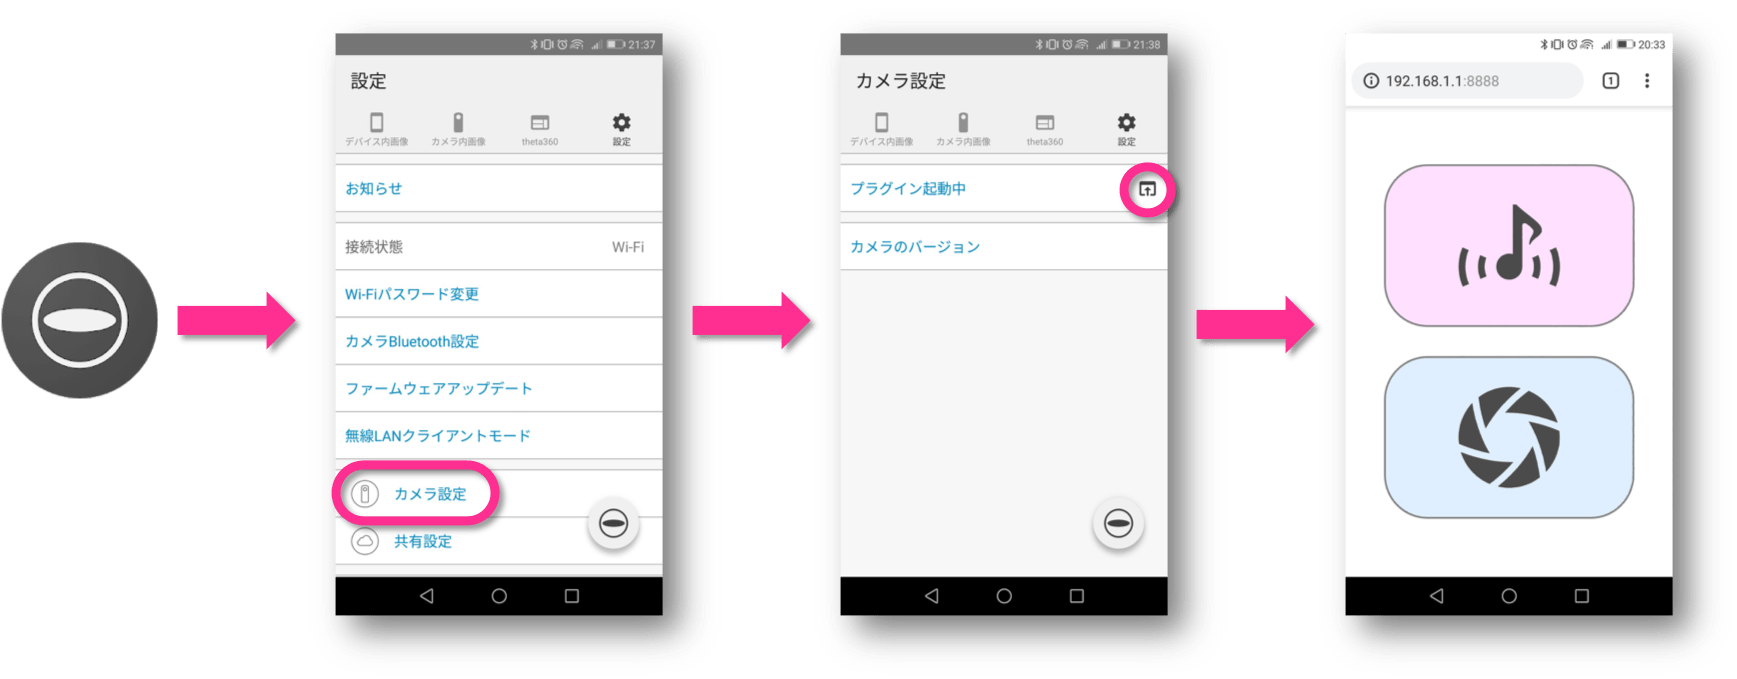 21:37
設定
デバイス内画像 カメラ内画像 theta360 設定
お知らせ
接続状態 Wi-Fi
Wi-Fiパスワード変更
カメラBluetooth設定
ファームウェアアップデート
無線LANクライアントモード
カメラ設定
共有設定
21:38
カメラ設定
デバイス内画像 カメラ内画像 theta360 設定
プラグイン起動中
カメラのバージョン
20:33
192.168.1.1:8888 1